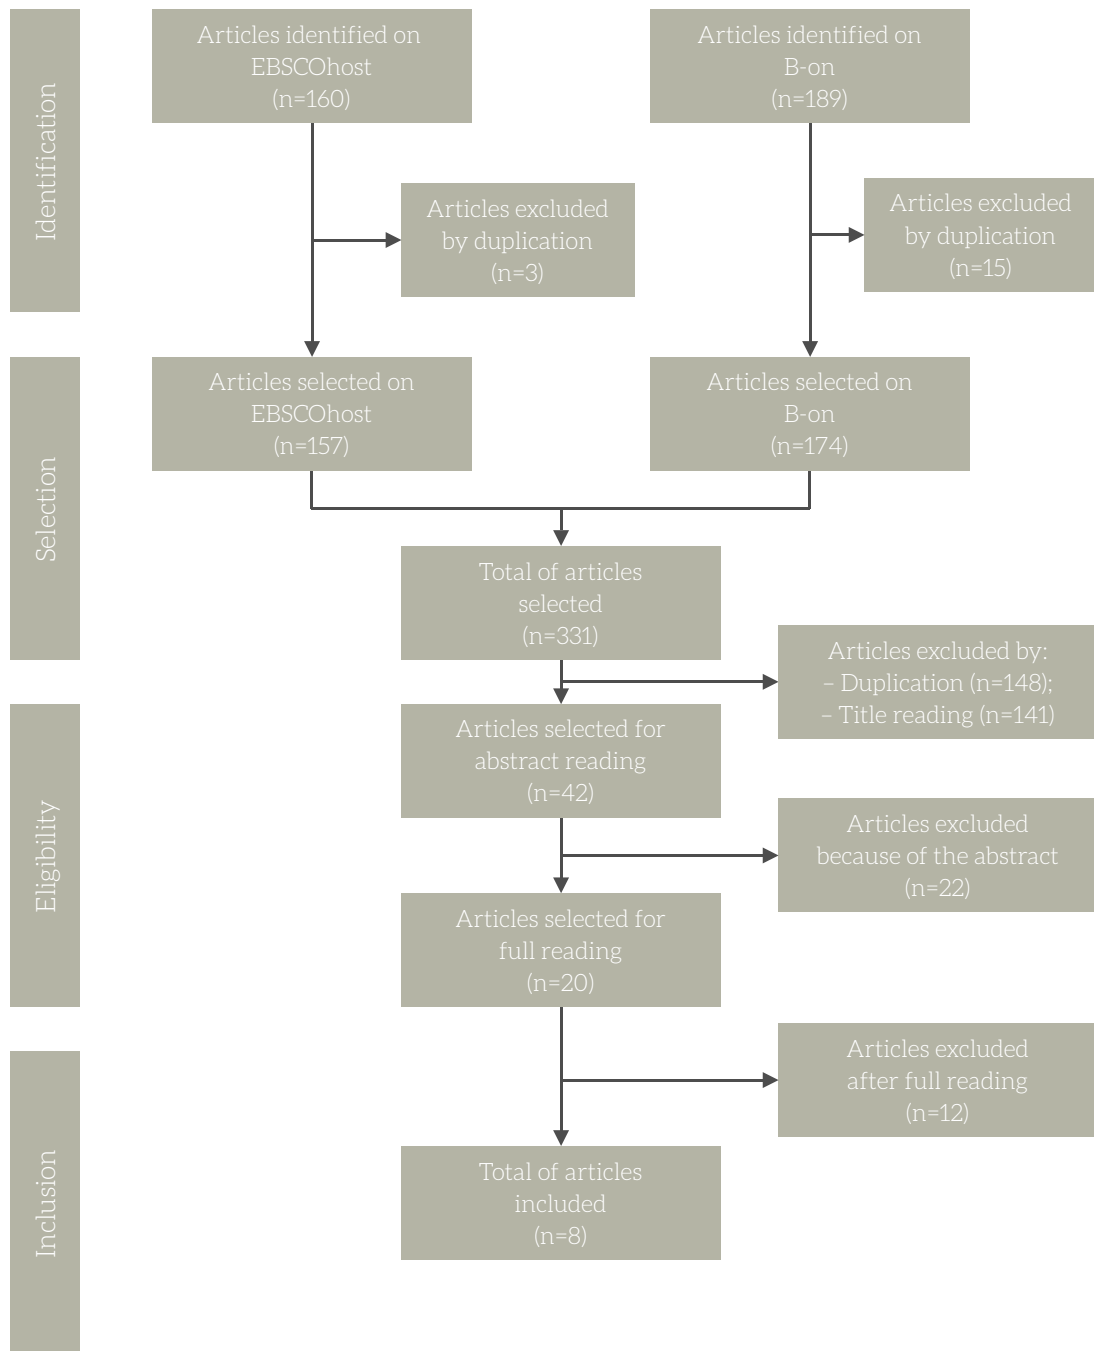 Identification
Articles identified on
EBSCOhost
(n=160)
Articles identified on
B-on
(n=189)
Articles excluded
by duplication
(n=3)
Articles excluded
by duplication
(n=15)
Selection
Articles selected on
EBSCOhost
(n=157)
Articles selected on
B-on
(n=174)
Total of articles
selected
(n=331)
Articles excluded by:
– Duplication (n=148);
– Title reading (n=141)
Eligibility
Articles selected for
abstract reading
(n=42)
Articles excluded
because of the abstract
(n=22)
Articles selected for
full reading
(n=20)
Inclusion
Articles excluded
after full reading
(n=12)
Total of articles
included
(n=8)